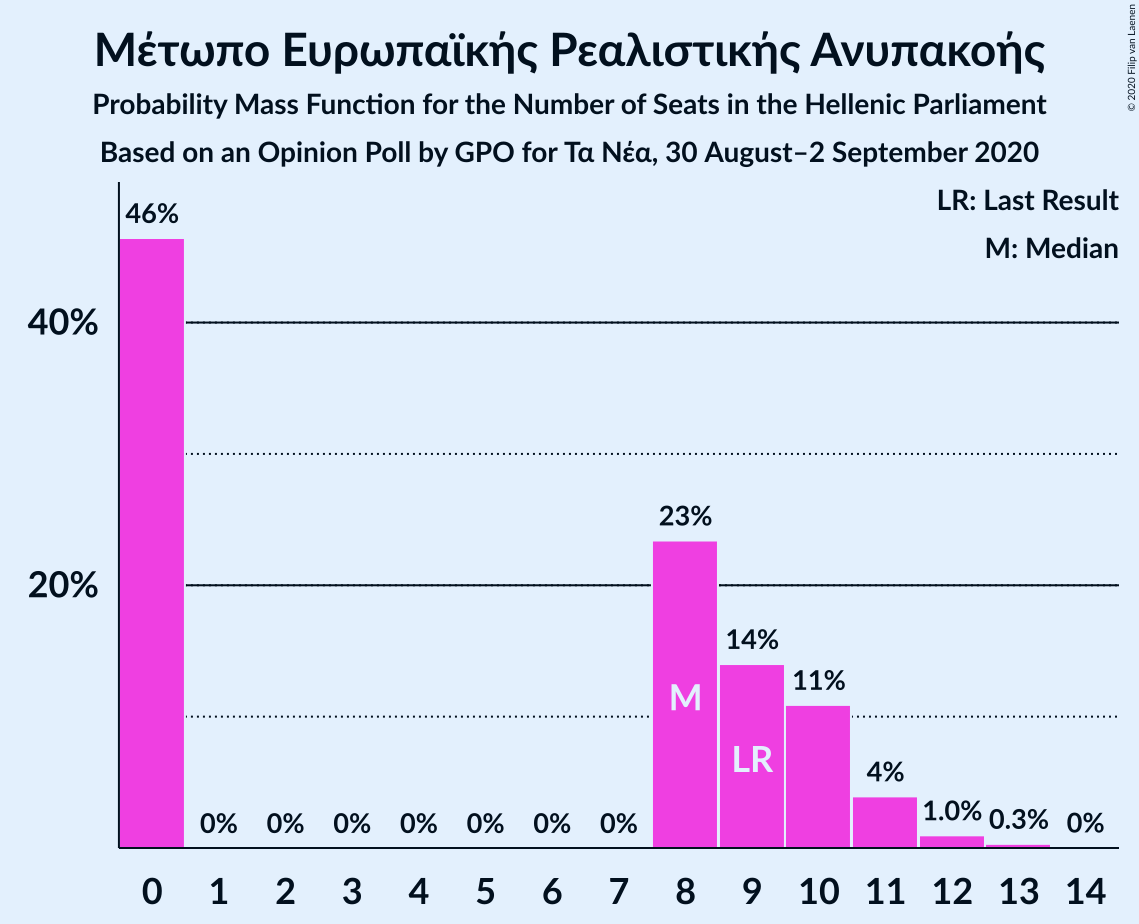 Μέτωπο Ευρωπαϊκής Ρεαλιστικής Ανυπακοής
Probability Mass Function for the Number of Seats in the Hellenic Parliament
Based on an Opinion Poll by GPO for Τα Νέα, 30 August–2 September 2020
© 2020 Filip van Laenen
LR: Last Result
M: Median
46%
40%
23%
20%
14%
11%
M
LR
4%
0% 0% 0% 0% 0% 0% 0% 1.0% 0.3% 0%
0 1 2 3 4 5 6 7 8 9 10 11 12 13 14